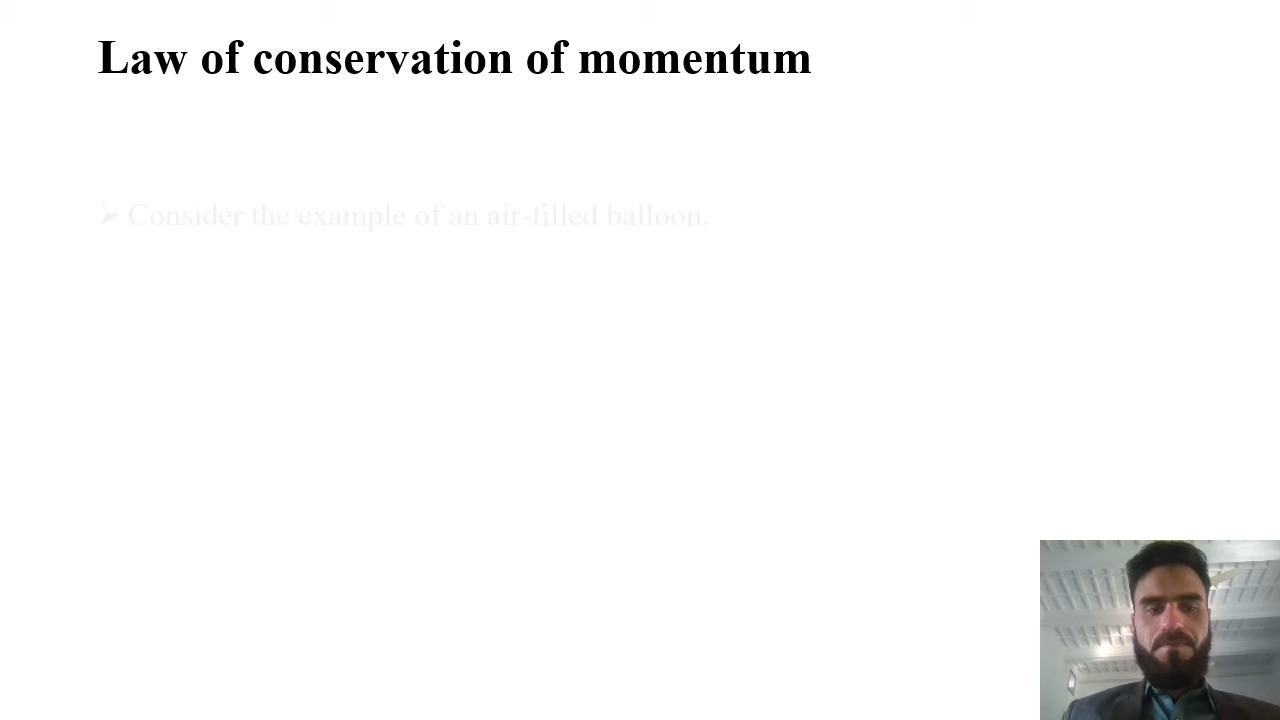 Law of conservation of momentum
➢ Consider the example of an air-filled balloon.